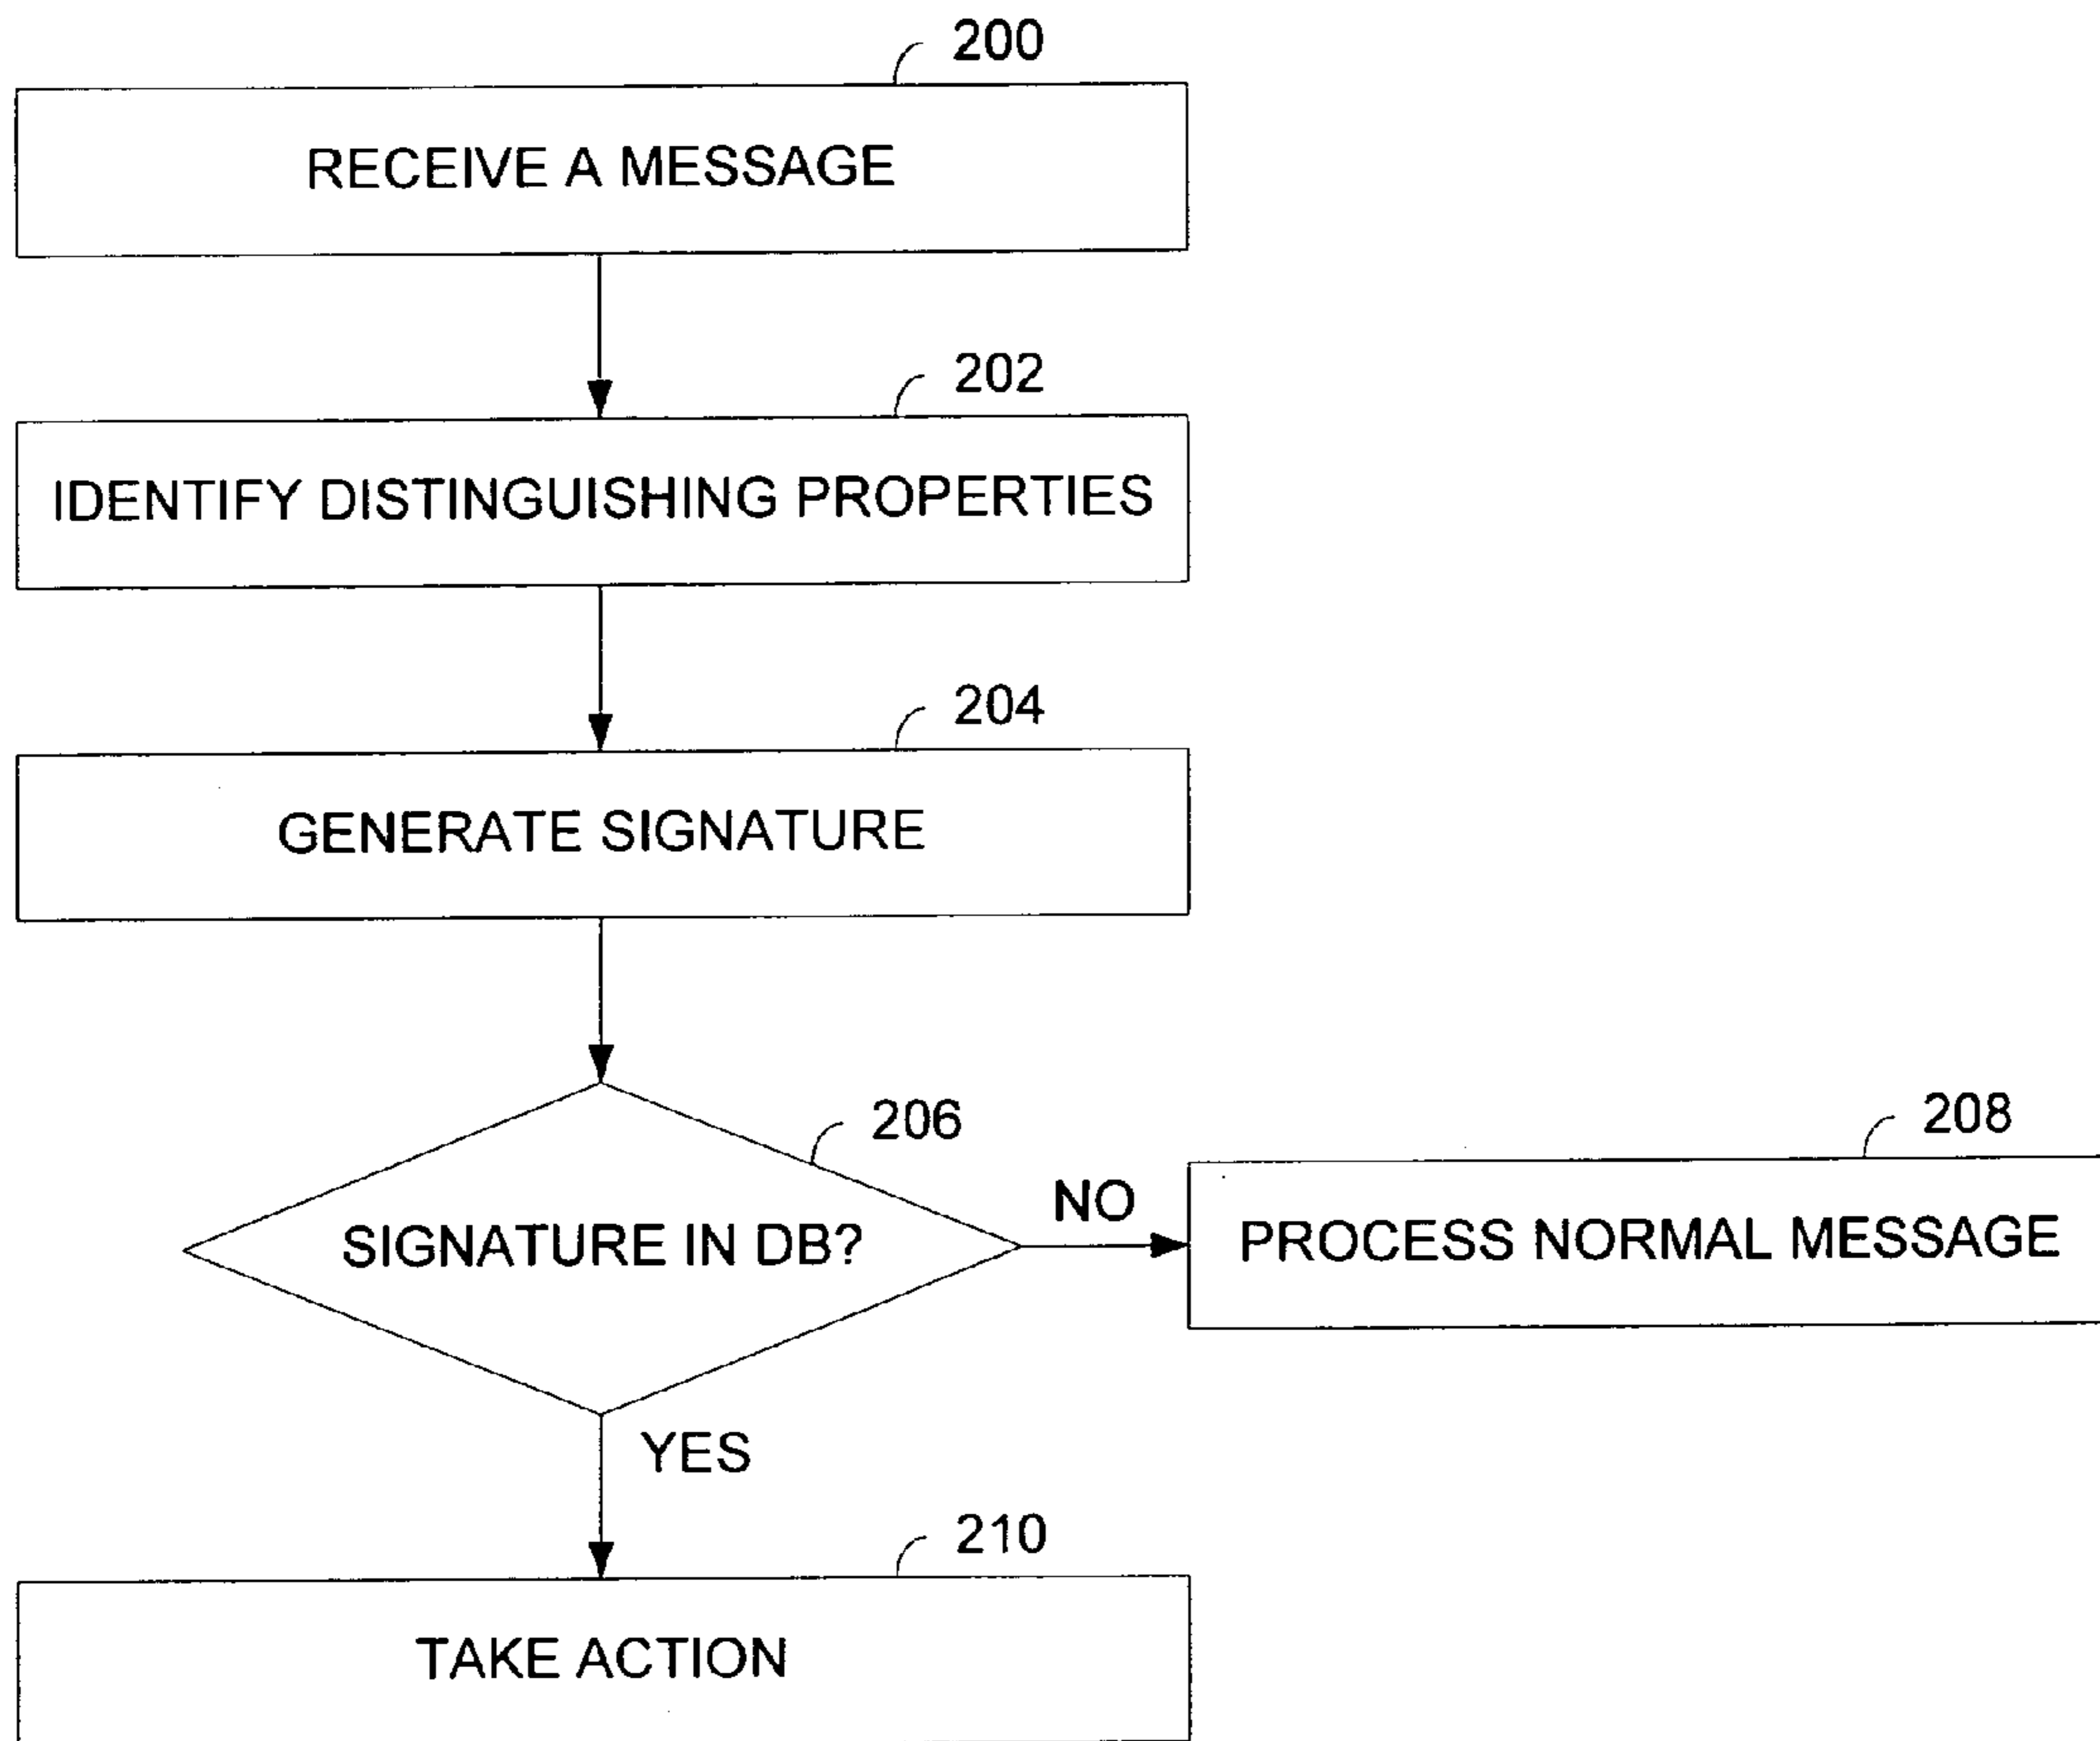 200
RECEIVE A MESSAGE
202
IDENTIFY DISTINGUISHING PROPERTIES
204
GENERATE SIGNATURE
206
SIGNATURE IN DB?
NO
208
PROCESS NORMAL MESSAGE
YES
210
TAKE ACTION